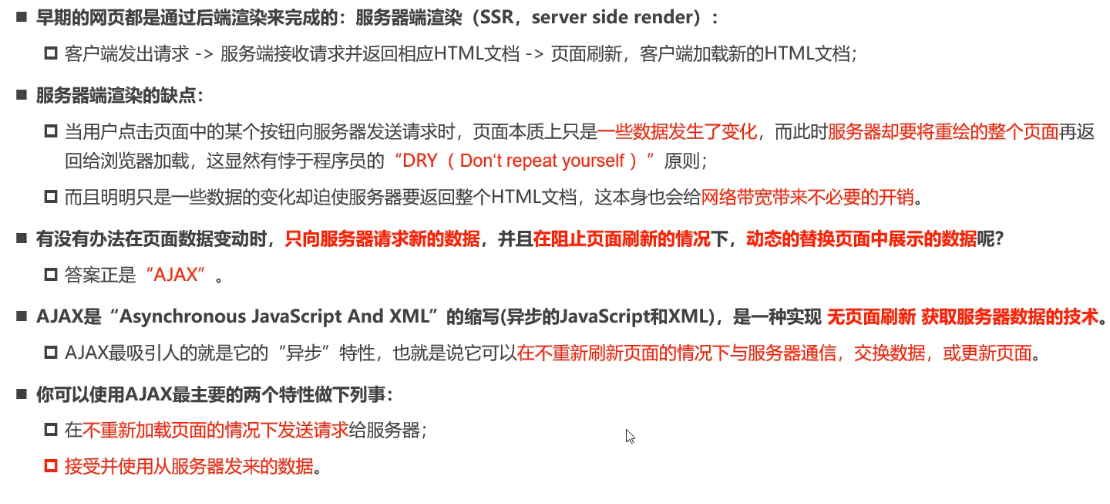 早期的网页都是通过后端渲染来完成的：服务器端渲染（SSR，server side render）：
客户端发出请求 -> 服务端接收请求并返回相应HTML文档 -> 页面刷新，客户端加载新的HTML文档；
服务器端渲染的缺点：
当用户点击页面中的某个按钮向服务器发送请求时，页面本质上只是一些数据发生了变化，而此时服务器却要将重绘的整个页面再返
回给浏览器加载，这显然有悖于程序员的“DRY（ Don't repeat yourself ）”原则；
而且明明只是一些数据的变化却迫使服务器要返回整个HTML文档，这本身也会给网络带宽带来不必要的开销。
有没有办法在页面数据变动时，只向服务器请求新的数据，并且在阻止页面刷新的情况下，动态的替换页面中展示的数据呢？
答案正是“AJAX”。
AJAX是“Asynchronous JavaScript And XML”的缩写(异步的JavaScript和XML)，是一种实现 无页面刷新 获取服务器数据的技术。
AJAX最吸引人的就是它的“异步”特性，也就是说它可以在不重新刷新页面的情况下与服务器通信，交换数据，或更新页面。
你可以使用AJAX最主要的两个特性做下列事：
在不重新加载页面的情况下发送请求给服务器；
接受并使用从服务器发来的数据。